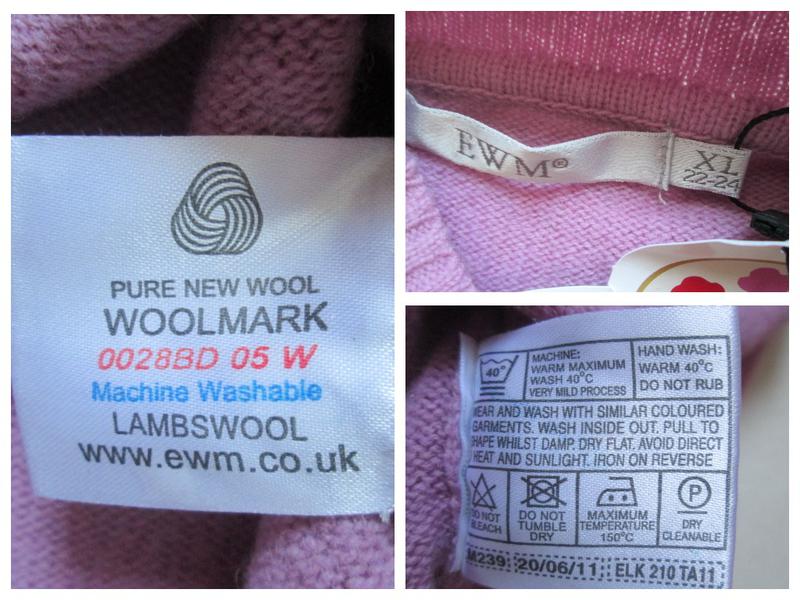 PURE NEW WOOL
WOOLMARK
0028BD 05 W
Machine Washable
LAMBSWOOL
www.ewm.co.uk
EWM®
XL
22-24
40°
MACHINE:
WARM MAXIMUM
WASH 40°C
VERY MILD PROCESS
HAND WASH:
WARM 40°C
DO NOT RUB
WEAR AND WASH WITH SIMILAR COLOURED
GARMENTS. WASH INSIDE OUT. PULL TO
SHAPE WHILST DAMP. DRY FLAT. AVOID DIRECT
HEAT AND SUNLIGHT. IRON ON REVERSE
DO NOT
BLEACH
DO NOT
TUMBLE
DRY
MAXIMUM
TEMPERATURE
150°C
P
DRY
CLEANABLE
M239 20/06/11 ELK 210 TA11